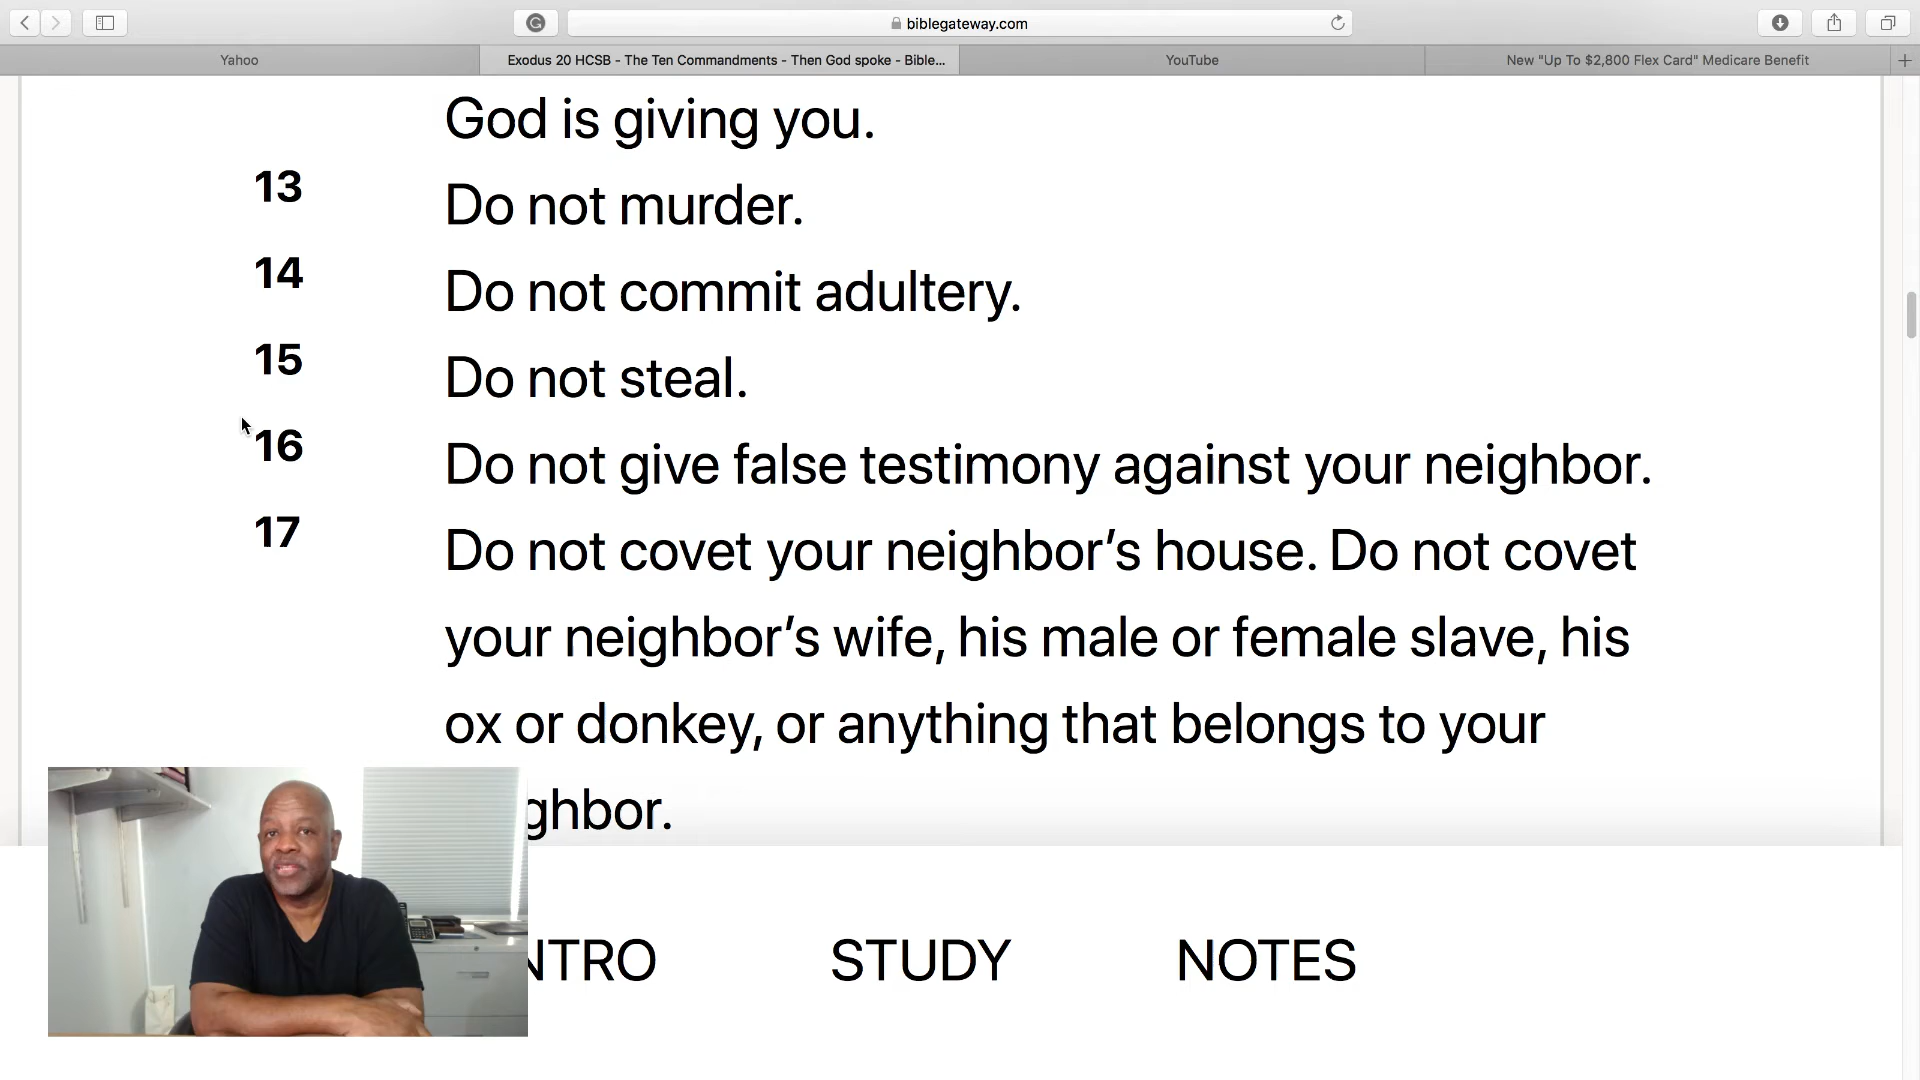 biblegateway.com
Yahoo
Exodus 20 HCSB - The Ten Commandments - Then God spoke - Bible...
YouTube
New "Up To $2,800 Flex Card" Medicare Benefit
God is giving you.
13 Do not murder.
14 Do not commit adultery.
15 Do not steal.
16 Do not give false testimony against your neighbor.
17 Do not covet your neighbor’s house. Do not covet
your neighbor’s wife, his male or female slave, his
ox or donkey, or anything that belongs to your
ghbor.
NTRO
STUDY
NOTES